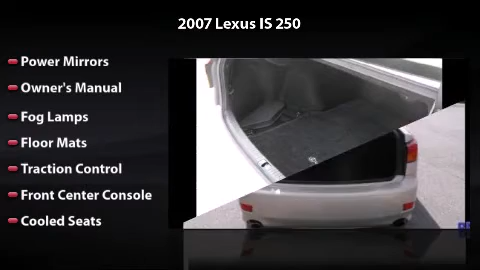 2007 Lexus IS 250
Power Mirrors
Owner's Manual
Fog Lamps
Floor Mats
Traction Control
Front Center Console
Cooled Seats